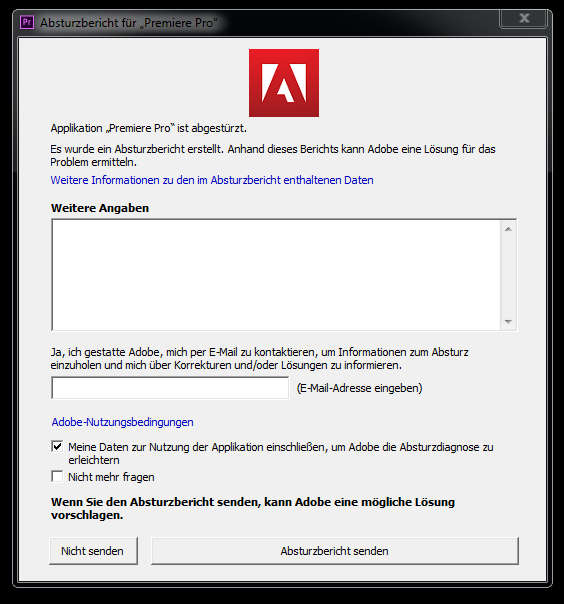 Pr Absturzbericht für „Premiere Pro“
Applikation „Premiere Pro“ ist abgestürzt.
Es wurde ein Absturzbericht erstellt. Anhand dieses Berichts kann Adobe eine Lösung für das
Problem ermitteln.
Weitere Informationen zu den im Absturzbericht enthaltenen Daten
Weitere Angaben
Ja, ich gestatte Adobe, mich per E-Mail zu kontaktieren, um Informationen zum Absturz
einzuholen und mich über Korrekturen und/oder Lösungen zu informieren.
(E-Mail-Adresse eingeben)
Adobe-Nutzungsbedingungen
Meine Daten zur Nutzung der Applikation einschließen, um Adobe die Absturzdiagnose zu
erleichtern
Nicht mehr fragen
Wenn Sie den Absturzbericht senden, kann Adobe eine mögliche Lösung
vorschlagen.
Nicht senden Absturzbericht senden